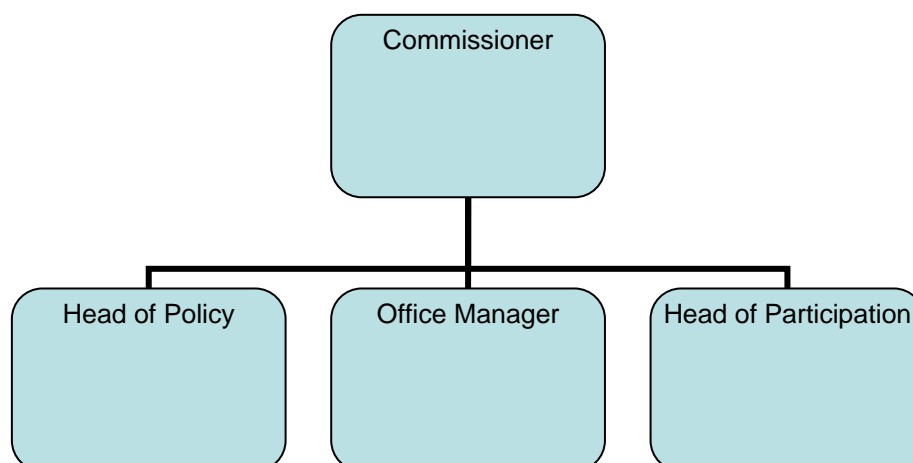 Commissioner
Head of Policy
Office Manager
Head of Participation